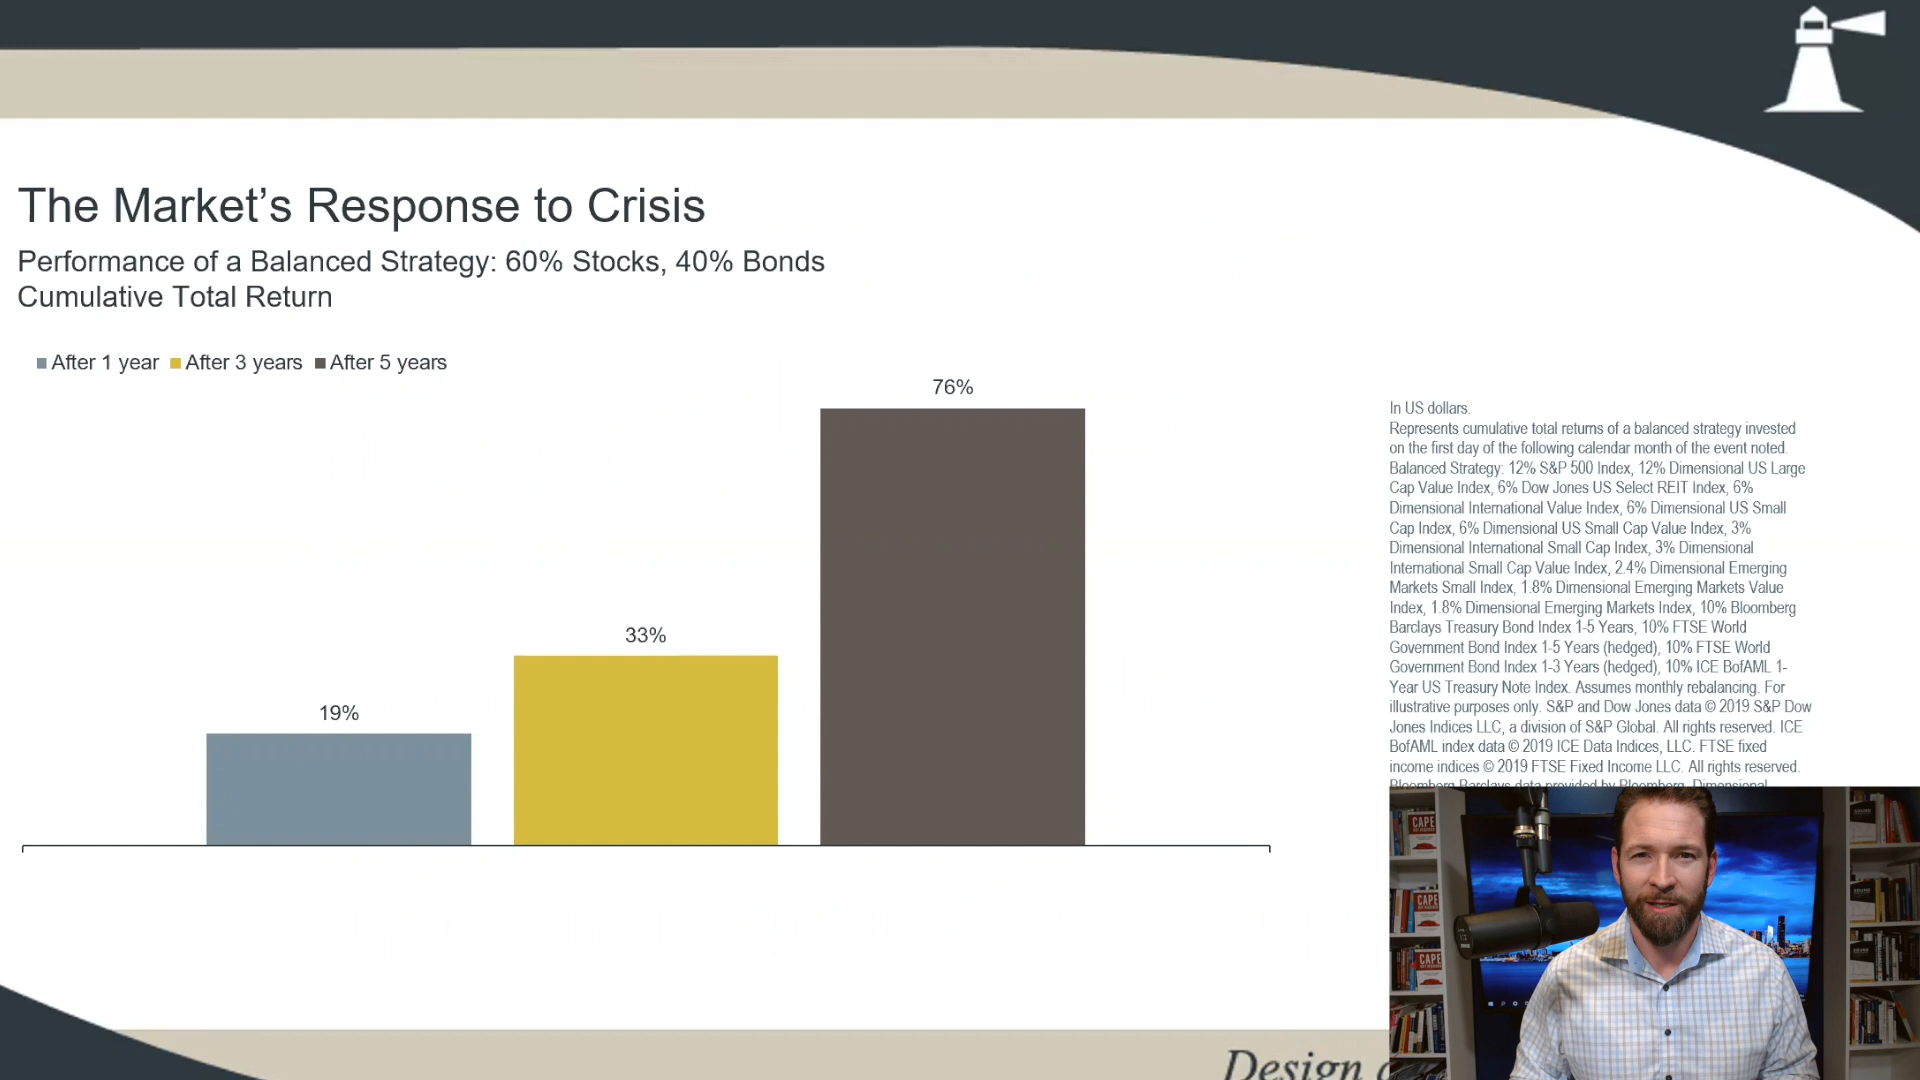 The Market’s Response to Crisis
Performance of a Balanced Strategy: 60% Stocks, 40% Bonds
Cumulative Total Return
After 1 year After 3 years After 5 years
76%
33%
19%
In US dollars.
Represents cumulative total returns of a balanced strategy invested
on the first day of the following calendar month of the event noted.
Balanced Strategy: 12% S&P 500 Index, 12% Dimensional US Large
Cap Value Index, 6% Dow Jones US Select REIT Index, 6%
Dimensional International Value Index, 6% Dimensional US Small
Cap Index, 6% Dimensional US Small Cap Value Index, 3%
Dimensional International Small Cap Index, 3% Dimensional
International Small Cap Value Index, 2.4% Dimensional Emerging
Markets Small Index, 1.8% Dimensional Emerging Markets Value
Index, 1.8% Dimensional Emerging Markets Index, 10% Bloomberg
Barclays Treasury Bond Index 1-5 Years, 10% FTSE World
Government Bond Index 1-5 Years (hedged), 10% FTSE World
Government Bond Index 1-3 Years (hedged), 10% ICE BofAML 1-
Year US Treasury Note Index. Assumes monthly rebalancing. For
illustrative purposes only. S&P and Dow Jones data © 2019 S&P Dow
Jones Indices LLC, a division of S&P Global. All rights reserved. ICE
BofAML index data © 2019 ICE Data Indices, LLC. FTSE fixed
income indices © 2019 FTSE Fixed Income LLC. All rights reserved.
Bloomberg Barclays data provided by Bloomberg. Dimensional
CAPE
CAPE
CAPE
Design